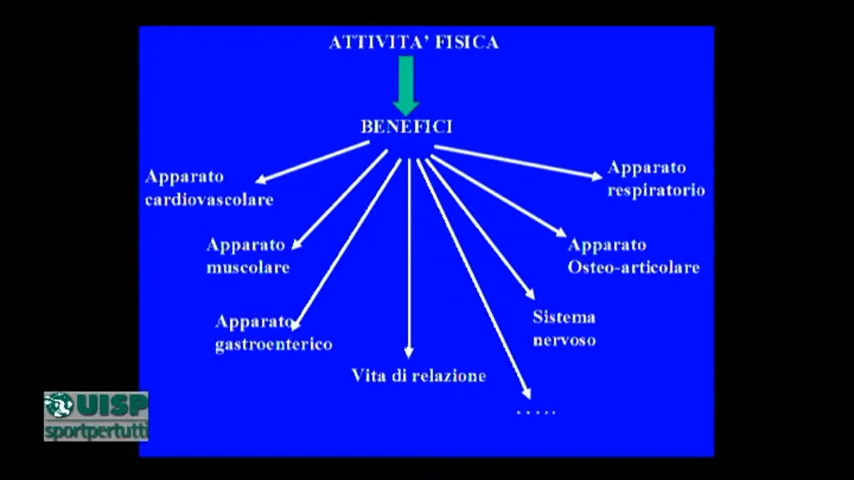 ATTIVITA' FISICA
BENEFICI
Apparato
cardiovascolare
Apparato
respiratorio
Apparato
muscolare
Apparato
Osteo-articolare
Apparato
gastroenterico
Sistema
nervoso
Vita di relazione
.....
UISP
sportpertutti